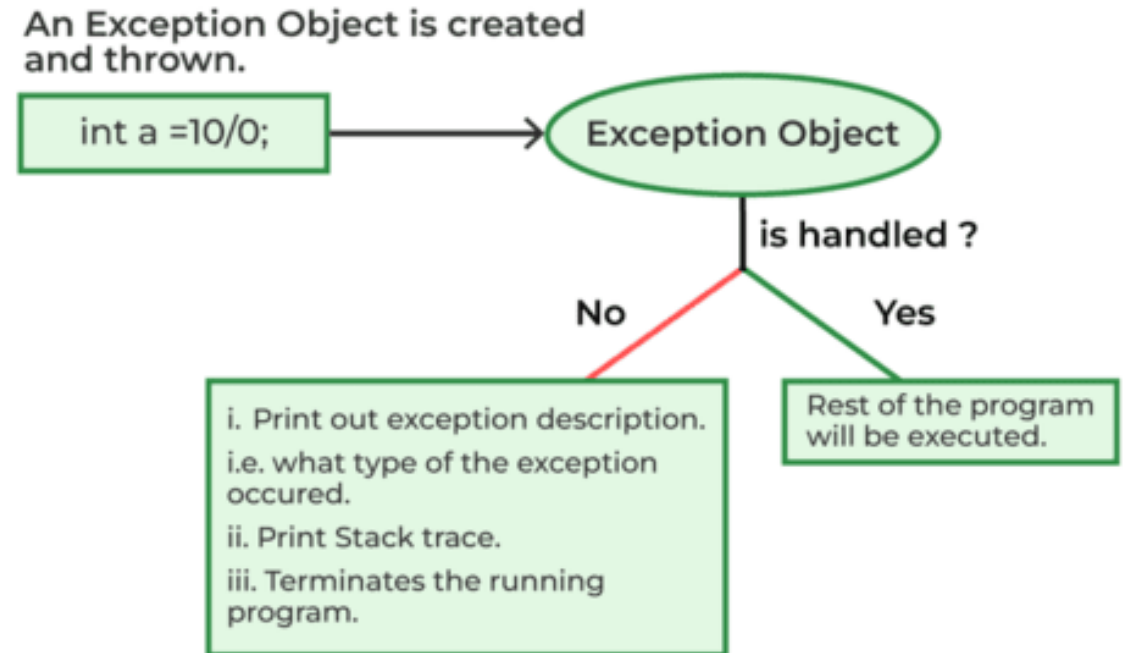 An Exception Object is created
and thrown.
int a =10/0;
Exception Object
is handled ?
No
Yes
i. Print out exception description.
i.e. what type of the exception
occured.
ii. Print Stack trace.
iii. Terminates the running
program.
Rest of the program
will be executed.